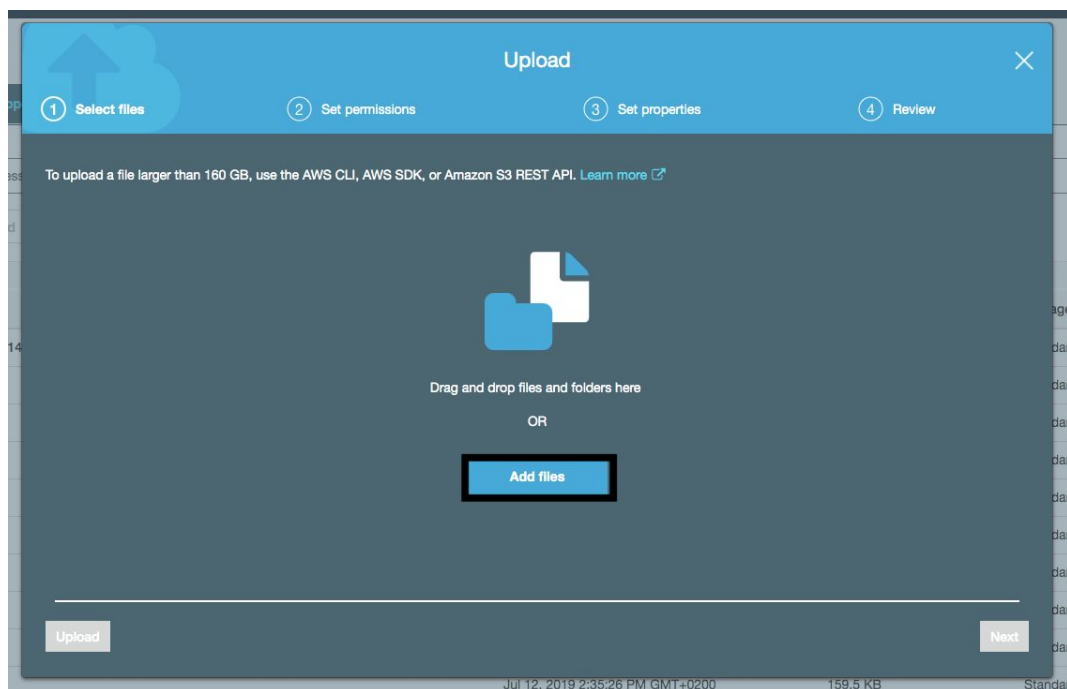 Upload
1 Select files 2 Set permissions 3 Set properties 4 Review
To upload a file larger than 160 GB, use the AWS CLI, AWS SDK, or Amazon S3 REST API. Learn more
14
Drag and drop files and folders here
OR
Add files
Upload Next
Jul 12, 2019 2:35:26 PM GMT+0200 159.5 KB